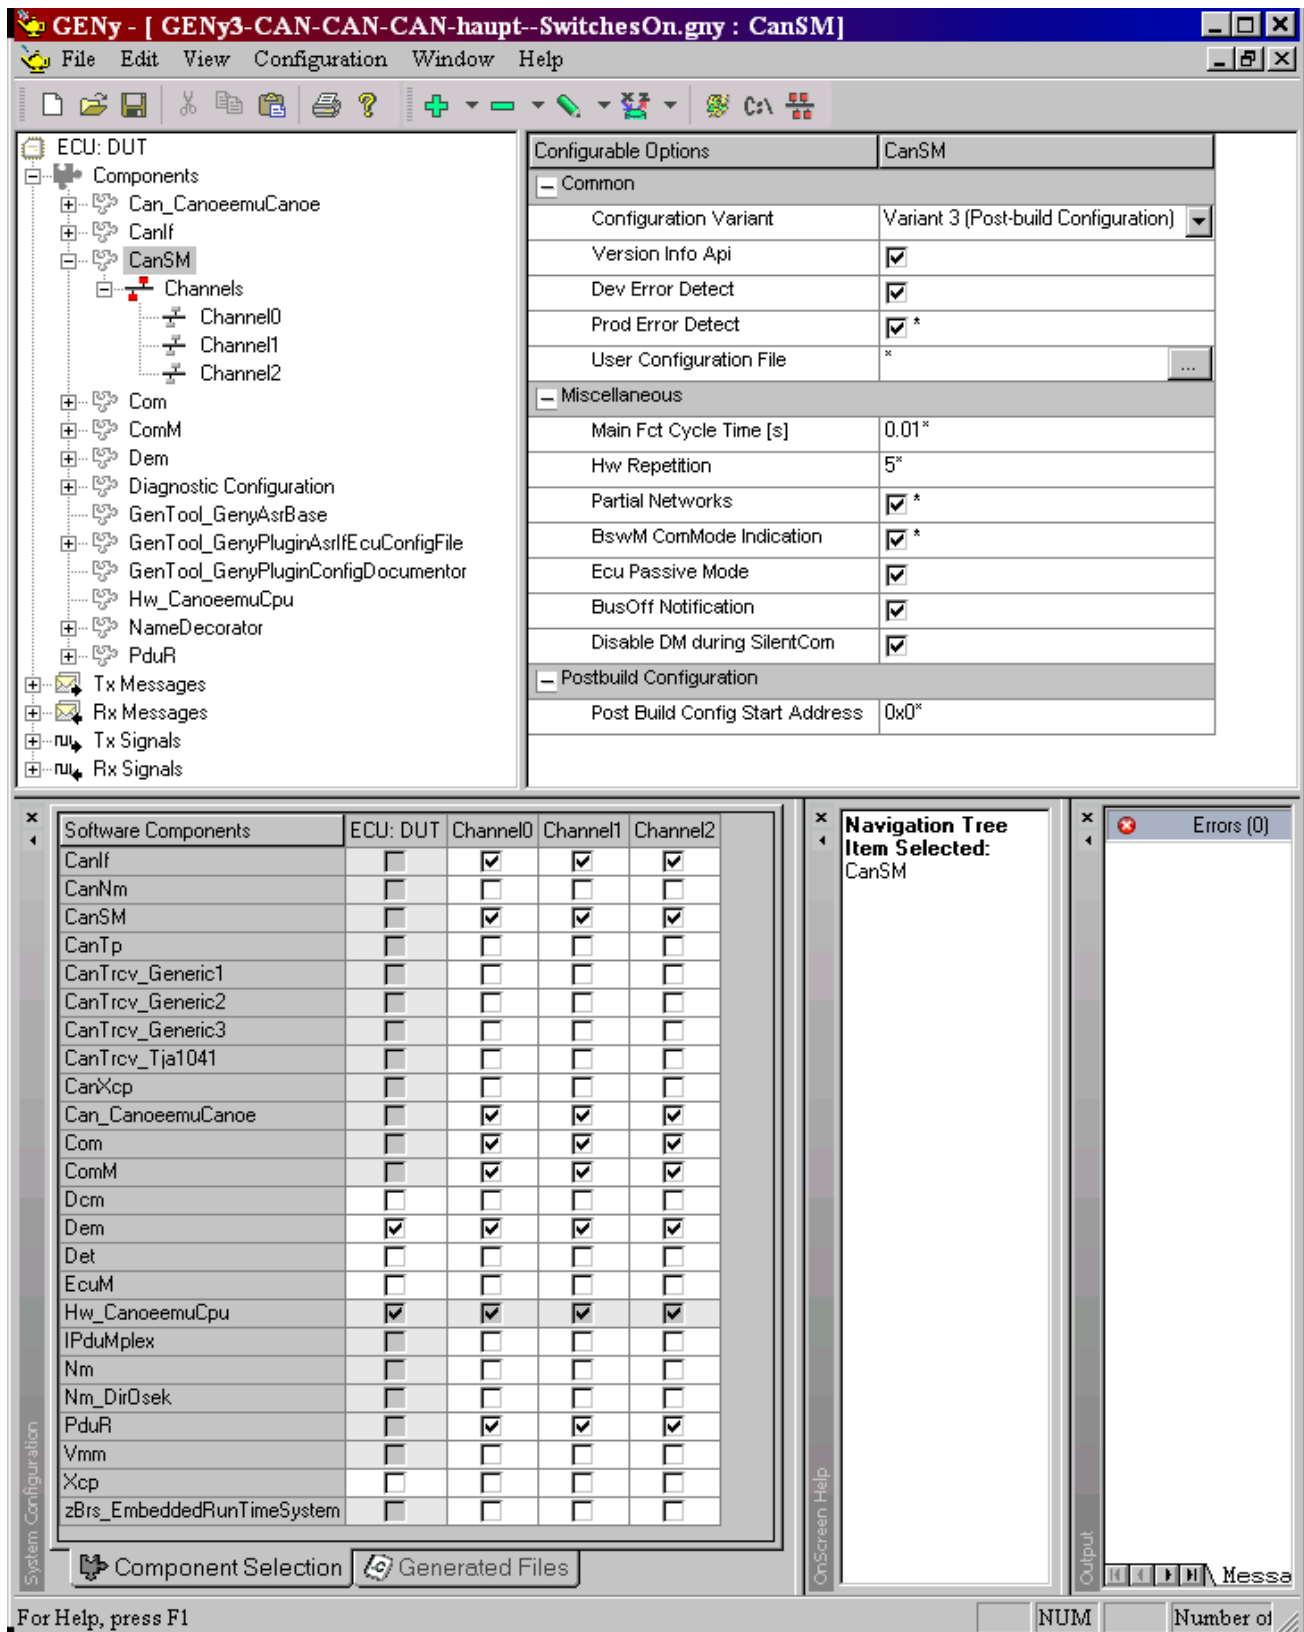 GENy - [ GENy3-CAN-CAN-CAN-haupt--SwitchesOn.gny : CanSM]
File Edit View Configuration Window Help
C:\
ECU: DUT
Components
Can_CanoeemuCanoe
CanIf
CanSM
Channels
Channel0
Channel1
Channel2
Com
ComM
Dem
Diagnostic Configuration
GenTool_GenyAsrBase
GenTool_GenyPluginAsrIfEcuConfigFile
GenTool_GenyPluginConfigDocumentor
Hw_CanoeemuCpu
NameDecorator
PduR
Tx Messages
Rx Messages
Tx Signals
Rx Signals
Configurable Options CanSM
Common
Configuration Variant Variant 3 (Post-build Configuration)
Version Info Api
Dev Error Detect
Prod Error Detect *
User Configuration File * ...
Miscellaneous
Main Fct Cycle Time [s] 0.01*
Hw Repetition 5*
Partial Networks *
BswM ComMode Indication *
Ecu Passive Mode
BusOff Notification
Disable DM during SilentCom
Postbuild Configuration
Post Build Config Start Address 0x0*
Software Components ECU: DUT Channel0 Channel1 Channel2
CanIf
CanNm
CanSM
CanTp
CanTrcv_Generic1
CanTrcv_Generic2
CanTrcv_Generic3
CanTrcv_Tja1041
CanXcp
Can_CanoeemuCanoe
Com
ComM
Dcm
Dem
Det
EcuM
Hw_CanoeemuCpu
IPduMplex
Nm
Nm_DirOsek
PduR
Vmm
Xcp
zBrs_EmbeddedRunTimeSystem
Component Selection Generated Files
System Configuration
Navigation Tree
Item Selected:
CanSM
OnScreen Help
Errors (0)
Output
Messa
For Help, press F1 NUM Number of